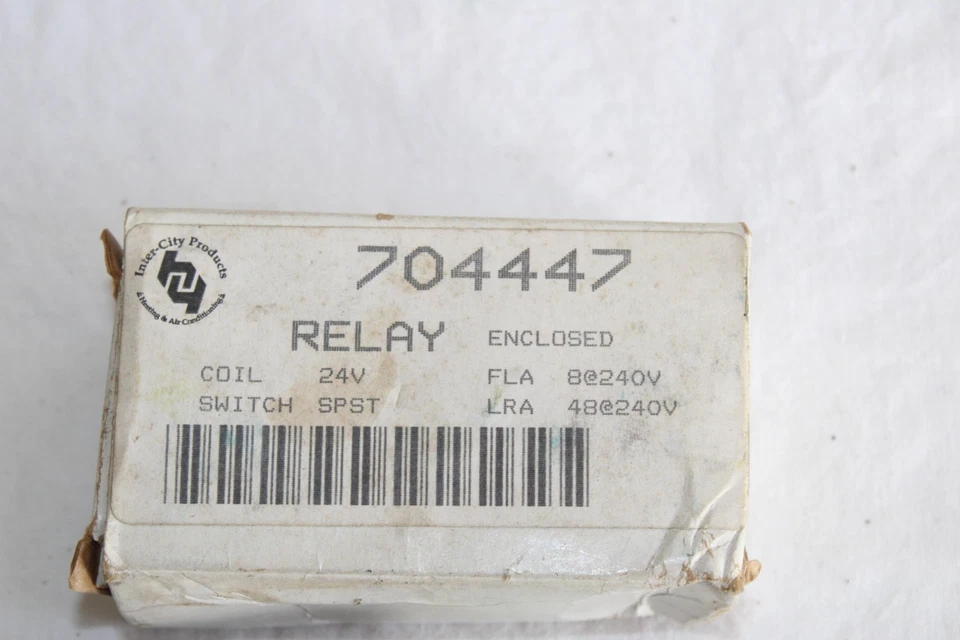 Inter-City Products
Heating & Air Conditioning
704447
RELAY ENCLOSED
COIL 24V FLA 8@240V
SWITCH SPST LRA 48@240V